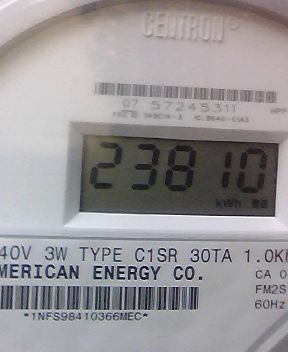 CENTRON®
07 57245311
23810
kWh
40V 3W TYPE C1SR 30TA 1.0K
MERICAN ENERGY CO.
CA 0
FM2S
60Hz
*1NFS98410366MEC*